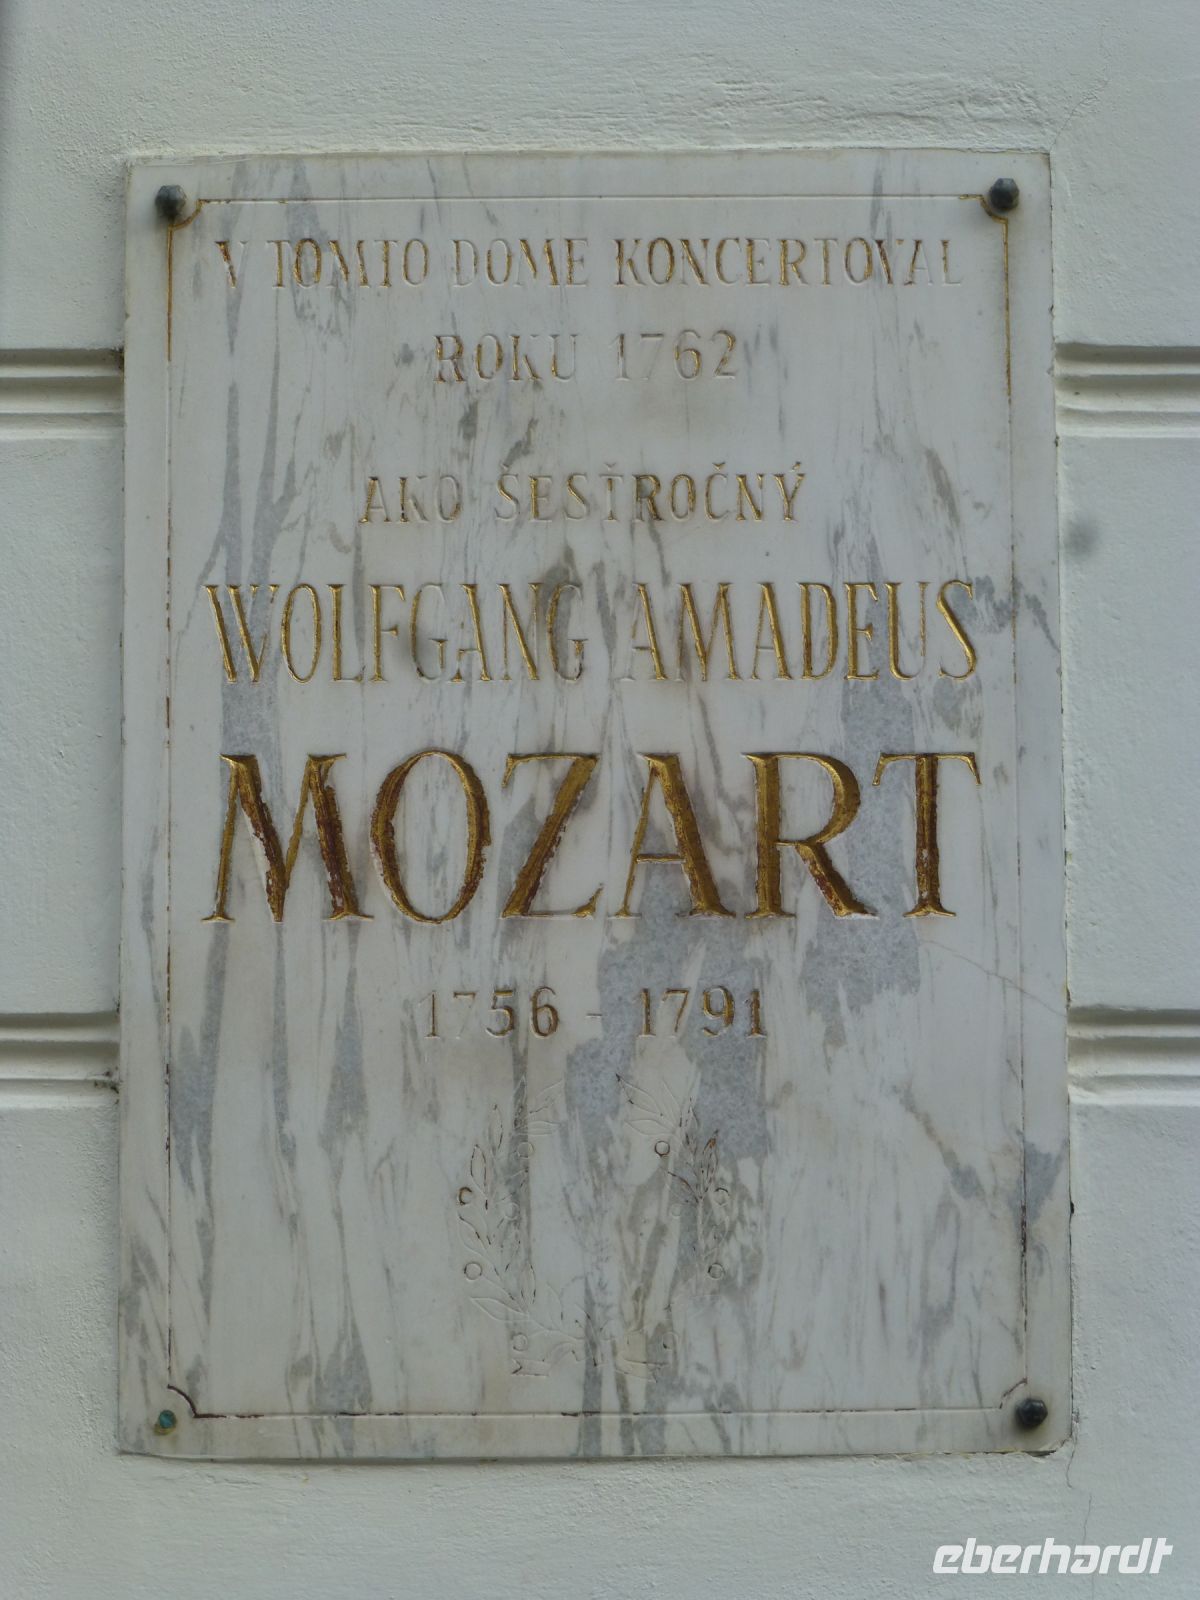 V TOMTO DOME KONCERTOVAL
ROKU 1762
AKO ŠESŤROČNÝ
WOLFGANG AMADEUS
MOZART
1756 - 1791
eberhardt